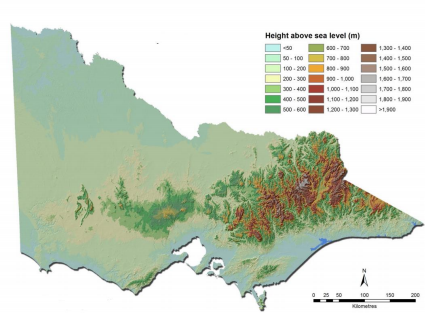 Height above sea level (m)
<50
50 - 100
100 - 200
200 - 300
300 - 400
400 - 500
500 - 600
600 - 700
700 - 800
800 - 900
900 - 1,000
1,000 - 1,100
1,100 - 1,200
1,200 - 1,300
1,300 - 1,400
1,400 - 1,500
1,500 - 1,600
1,600 - 1,700
1,700 - 1,800
1,800 - 1,900
>1,900
N
0 25 50 100 150 200
Kilometres